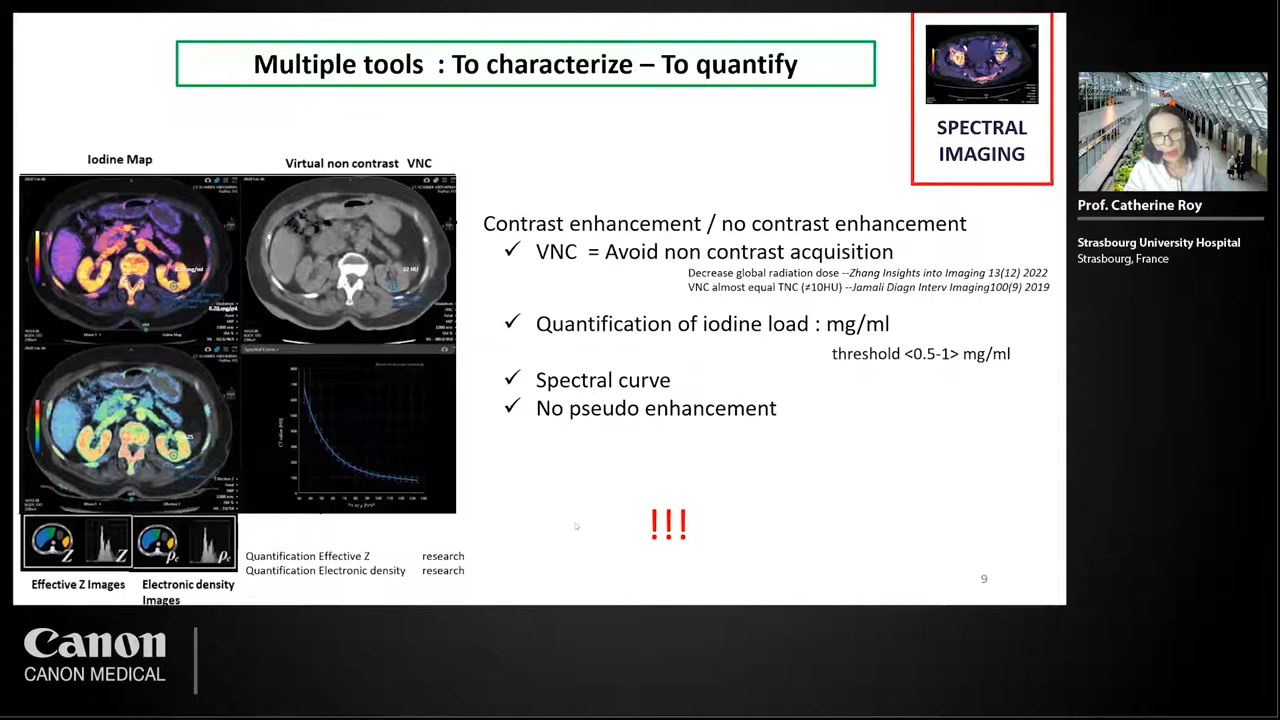 Multiple tools : To characterize – To quantify
SPECTRAL
IMAGING
Prof. Catherine Roy
Strasbourg University Hospital
Strasbourg, France
Iodine Map
Virtual non contrast VNC
Contrast enhancement / no contrast enhancement
✓ VNC = Avoid non contrast acquisition
Decrease global radiation dose --Zhang Insights into Imaging 13(12) 2022
VNC almost equal TNC (≠10HU) --Jamali Diagn Interv Imaging100(9) 2019
✓ Quantification of iodine load : mg/ml
threshold <0.5-1> mg/ml
✓ Spectral curve
✓ No pseudo enhancement
!!!
Z
Z
ρc
ρc
Quantification Effective Z research
Quantification Electronic density research
Effective Z Images
Electronic density
Images
9
Canon
CANON MEDICAL